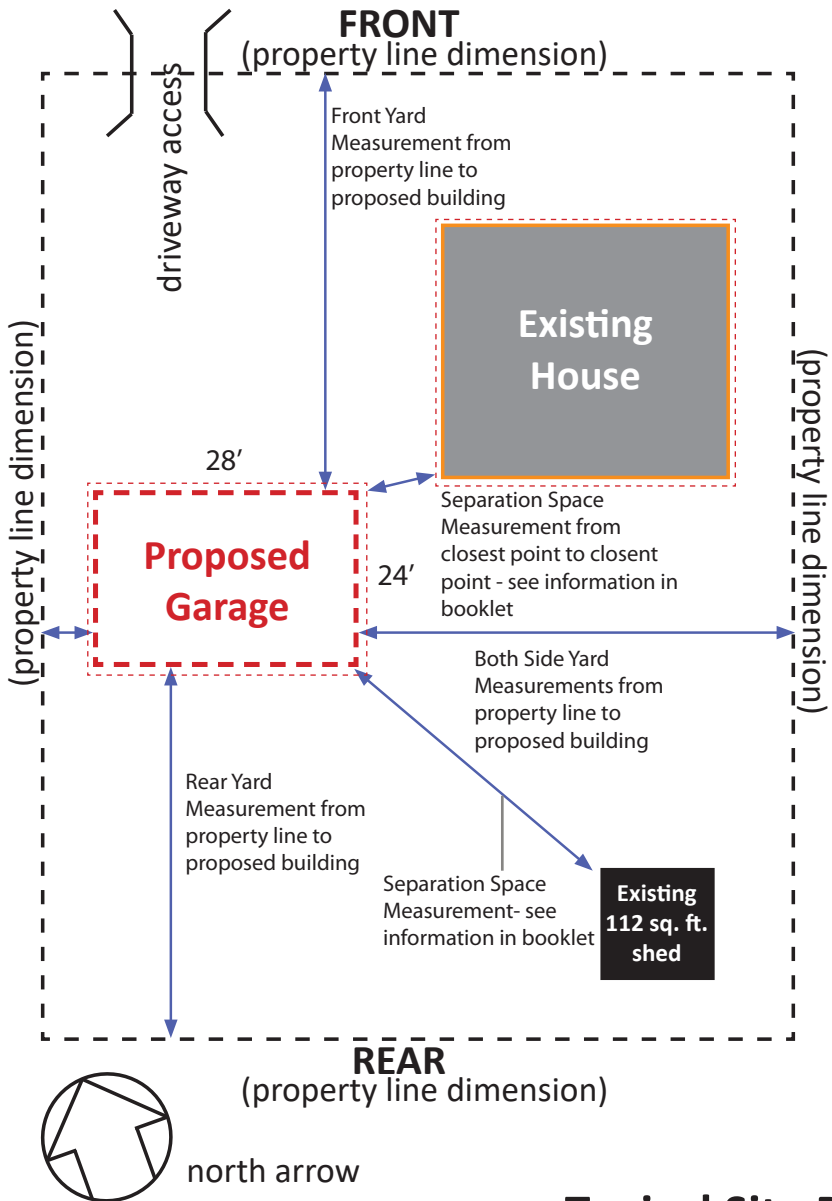 FRONT
(property line dimension)
driveway access
Front Yard
Measurement from
property line to
proposed building
Existing
House
(property line dimension)
(property line dimension)
28’
Separation Space
Measurement from
closest point to closent
point - see information in
booklet
Proposed
Garage
24’
Both Side Yard
Measurements from
property line to
proposed building
Rear Yard
Measurement from
property line to
proposed building
Separation Space
Measurement- see
information in booklet
Existing
112 sq. ft.
shed
REAR
(property line dimension)
north arrow